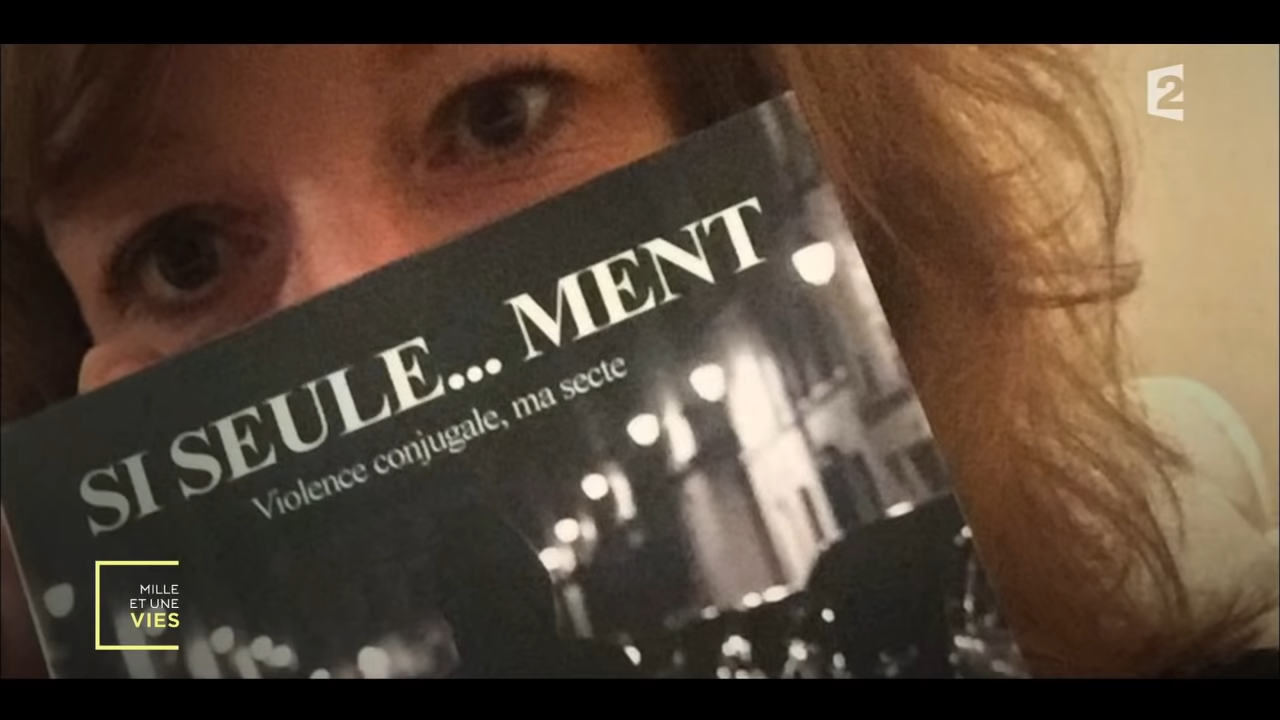 2
SI SEULE... MENT
Violence conjugale, ma secte
MILLE
ET UNE
VIES